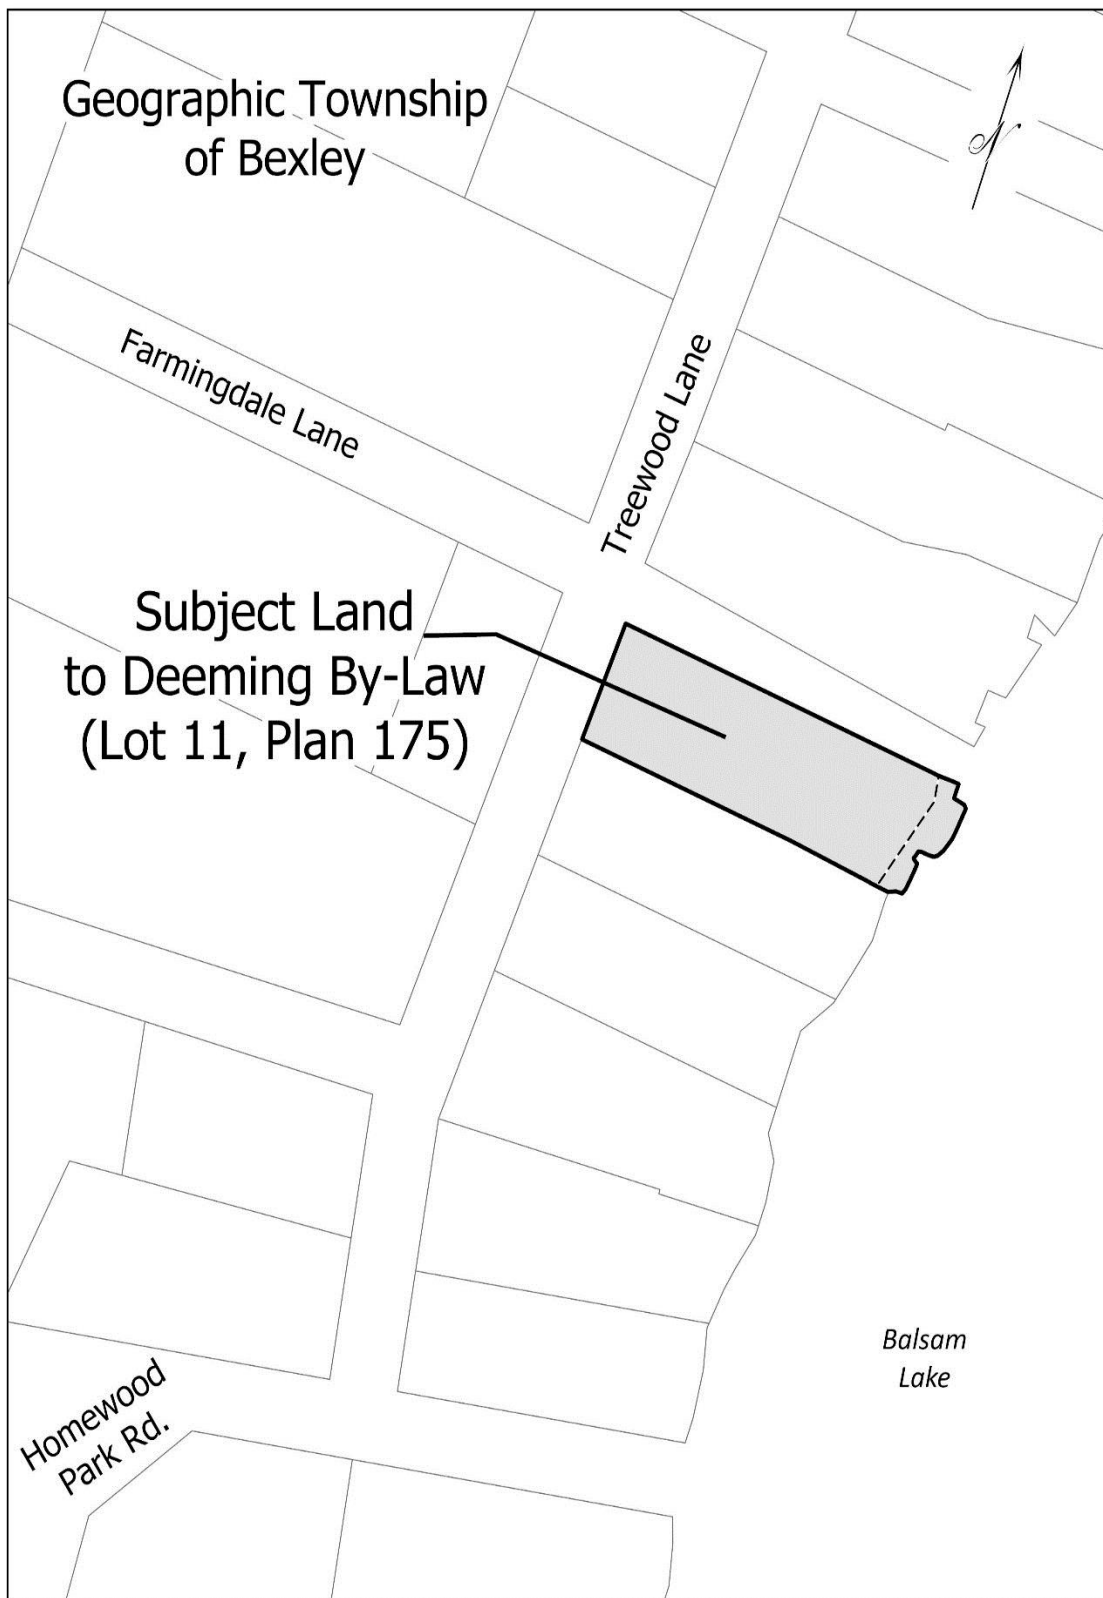 Geographic Township
of Bexley
N
Farmingdale Lane
Treewood Lane
Subject Land
to Deeming By-Law
(Lot 11, Plan 175)
Balsam
Lake
Homewood
Park Rd.